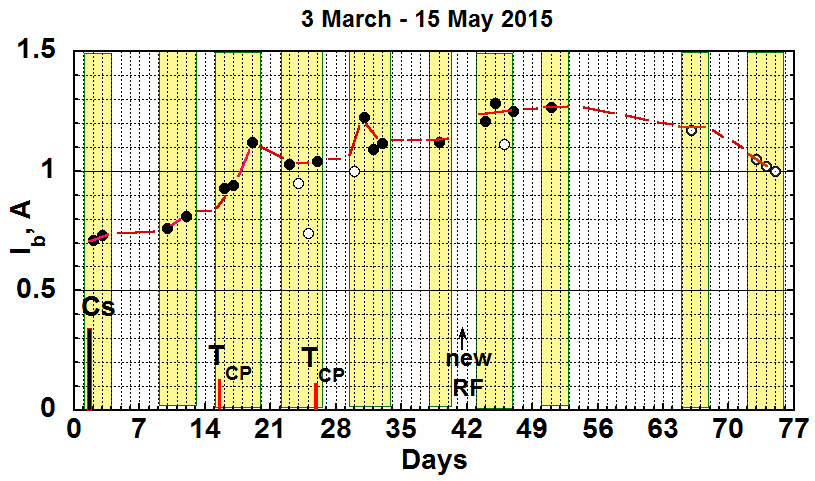 3 March - 15 May 2015
1.5
1
0.5
0
I_b, A
Cs
T_CP
T_CP
new
RF
0 7 14 21 28 35 42 49 56 63 70 77
Days